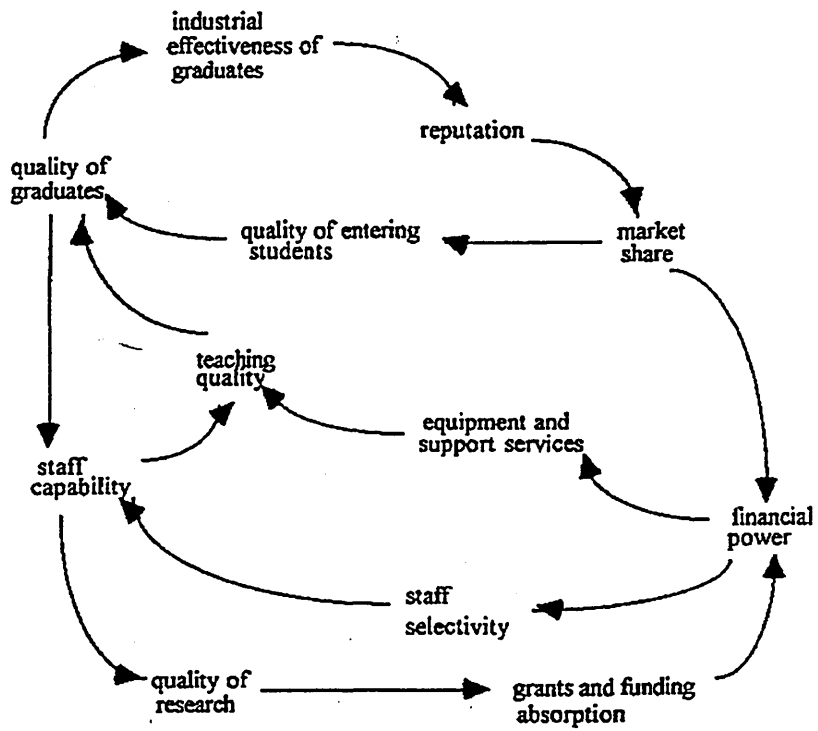 industrial
effectiveness of
graduates
reputation
quality of
graduates
quality of entering
students
market
share
teaching
quality
equipment and
support services
staff
capability
financial
power
staff
selectivity
quality of
research
grants and funding
absorption